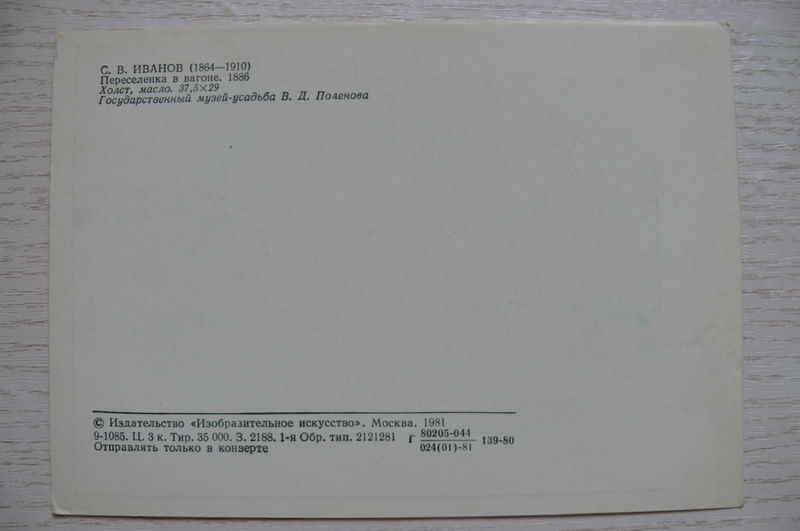 С. В. ИВАНОВ (1864—1910)
Переселенка в вагоне. 1886
Холст, масло. 37,5×29
Государственный музей-усадьба В. Д. Поленова
© Издательство «Изобразительное искусство». Москва. 1981
9-1085. Ц. 3 к. Тир. 35 000. З. 2188. 1-я Обр. тип. 2121281 Г 80205-044 139-80
024(01)-81
Отправлять только в конверте